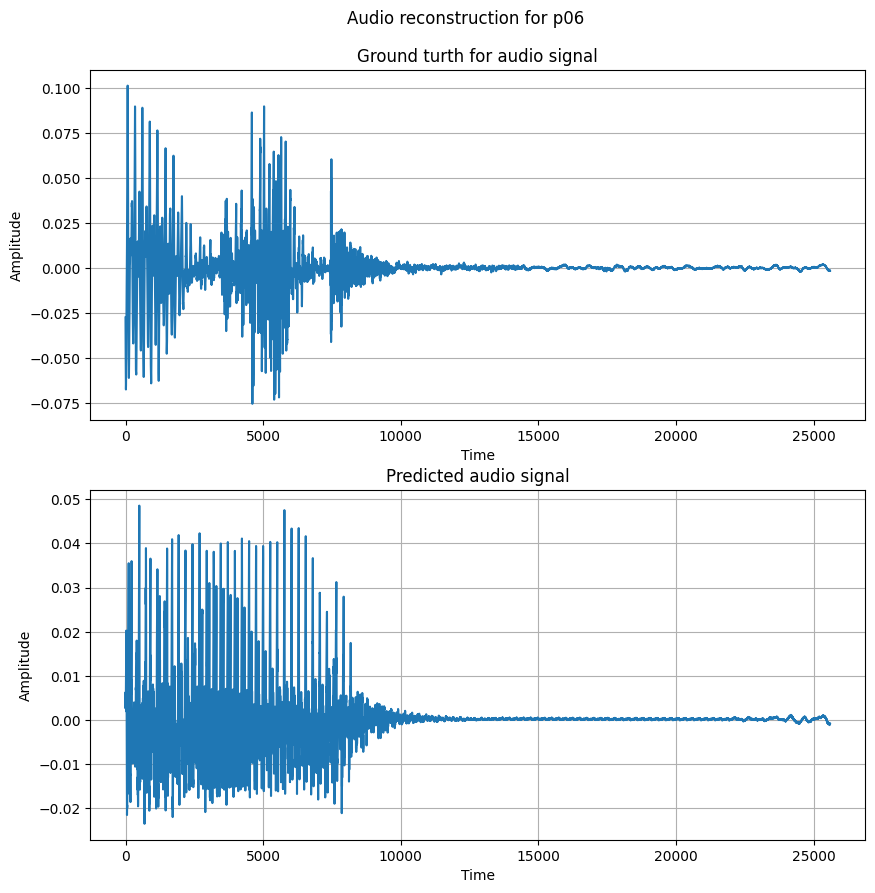 Audio reconstruction for p06
Ground turth for audio signal
0.100
0.075
0.050
0.025
0.000
−0.025
−0.050
−0.075
Amplitude
0 5000 10000 15000 20000 25000
Time
Predicted audio signal
0.05
0.04
0.03
0.02
0.01
0.00
−0.01
−0.02
Amplitude
0 5000 10000 15000 20000 25000
Time